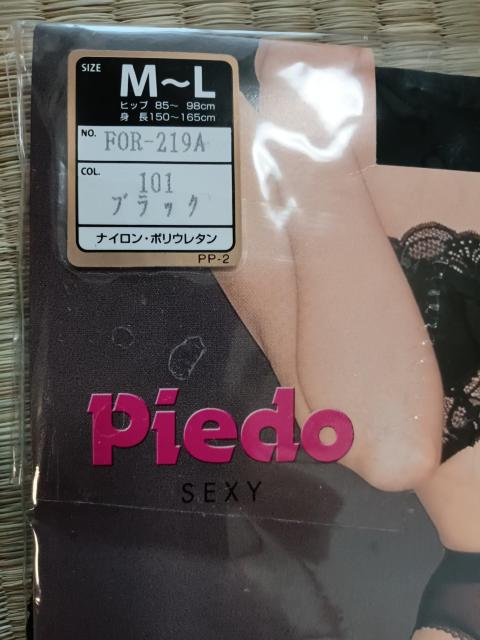 SIZE
M～L
ヒップ 85～ 98cm
身 長150～165cm
NO.
FOR-219A
COL.
101
ブラック
ナイロン・ポリウレタン
PP-2
Piedo
SEXY